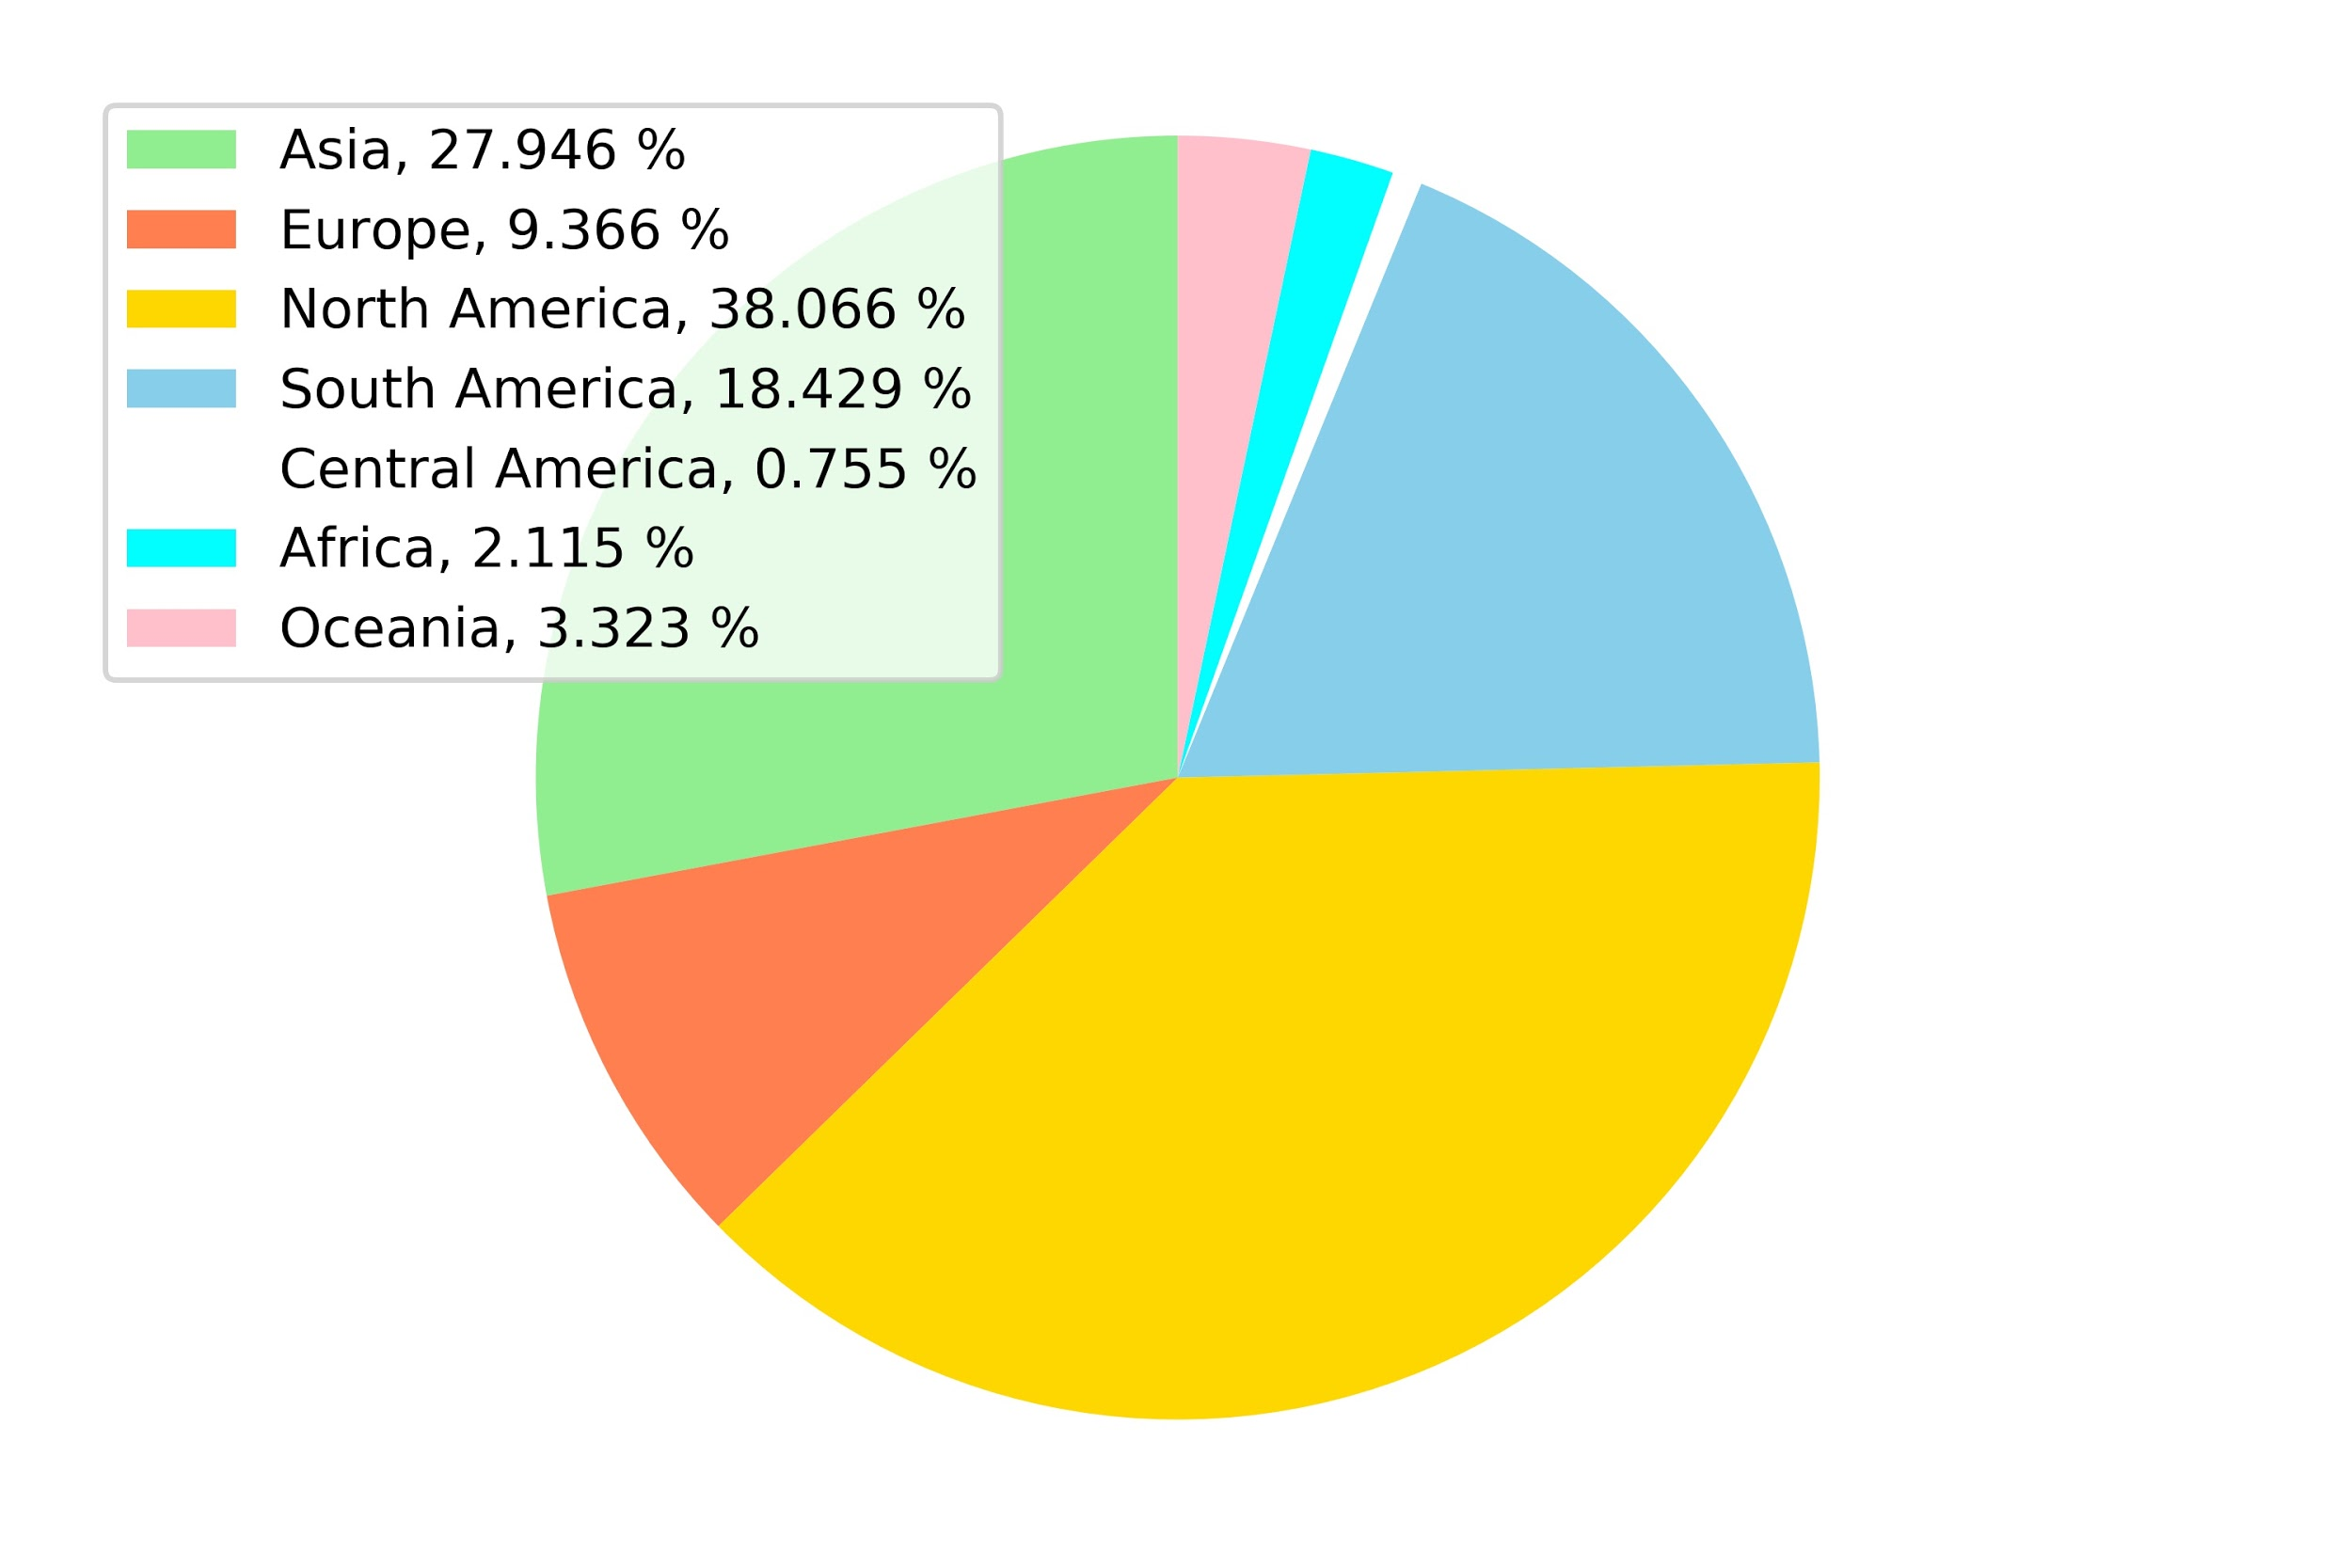 Asia, 27.946 %
Europe, 9.366 %
North America, 38.066 %
South America, 18.429 %
Central America, 0.755 %
Africa, 2.115 %
Oceania, 3.323 %